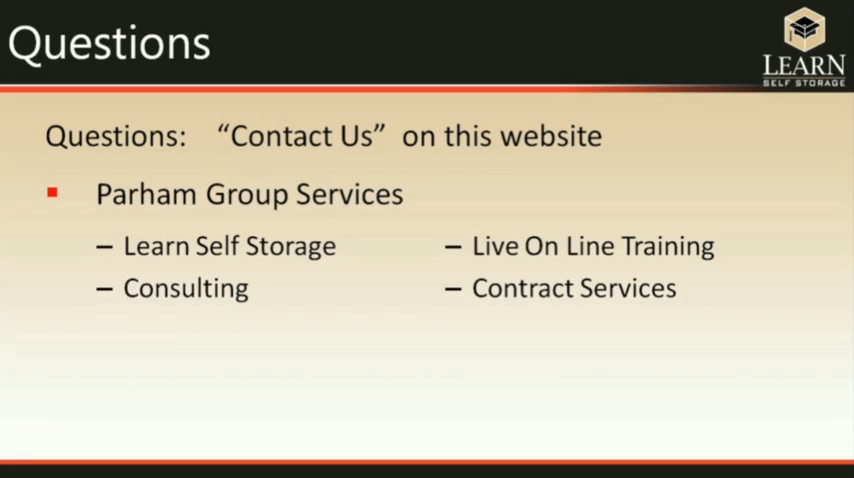 Questions
LEARN
SELF STORAGE
Questions: “Contact Us” on this website
▪ Parham Group Services
– Learn Self Storage
– Live On Line Training
– Consulting
– Contract Services